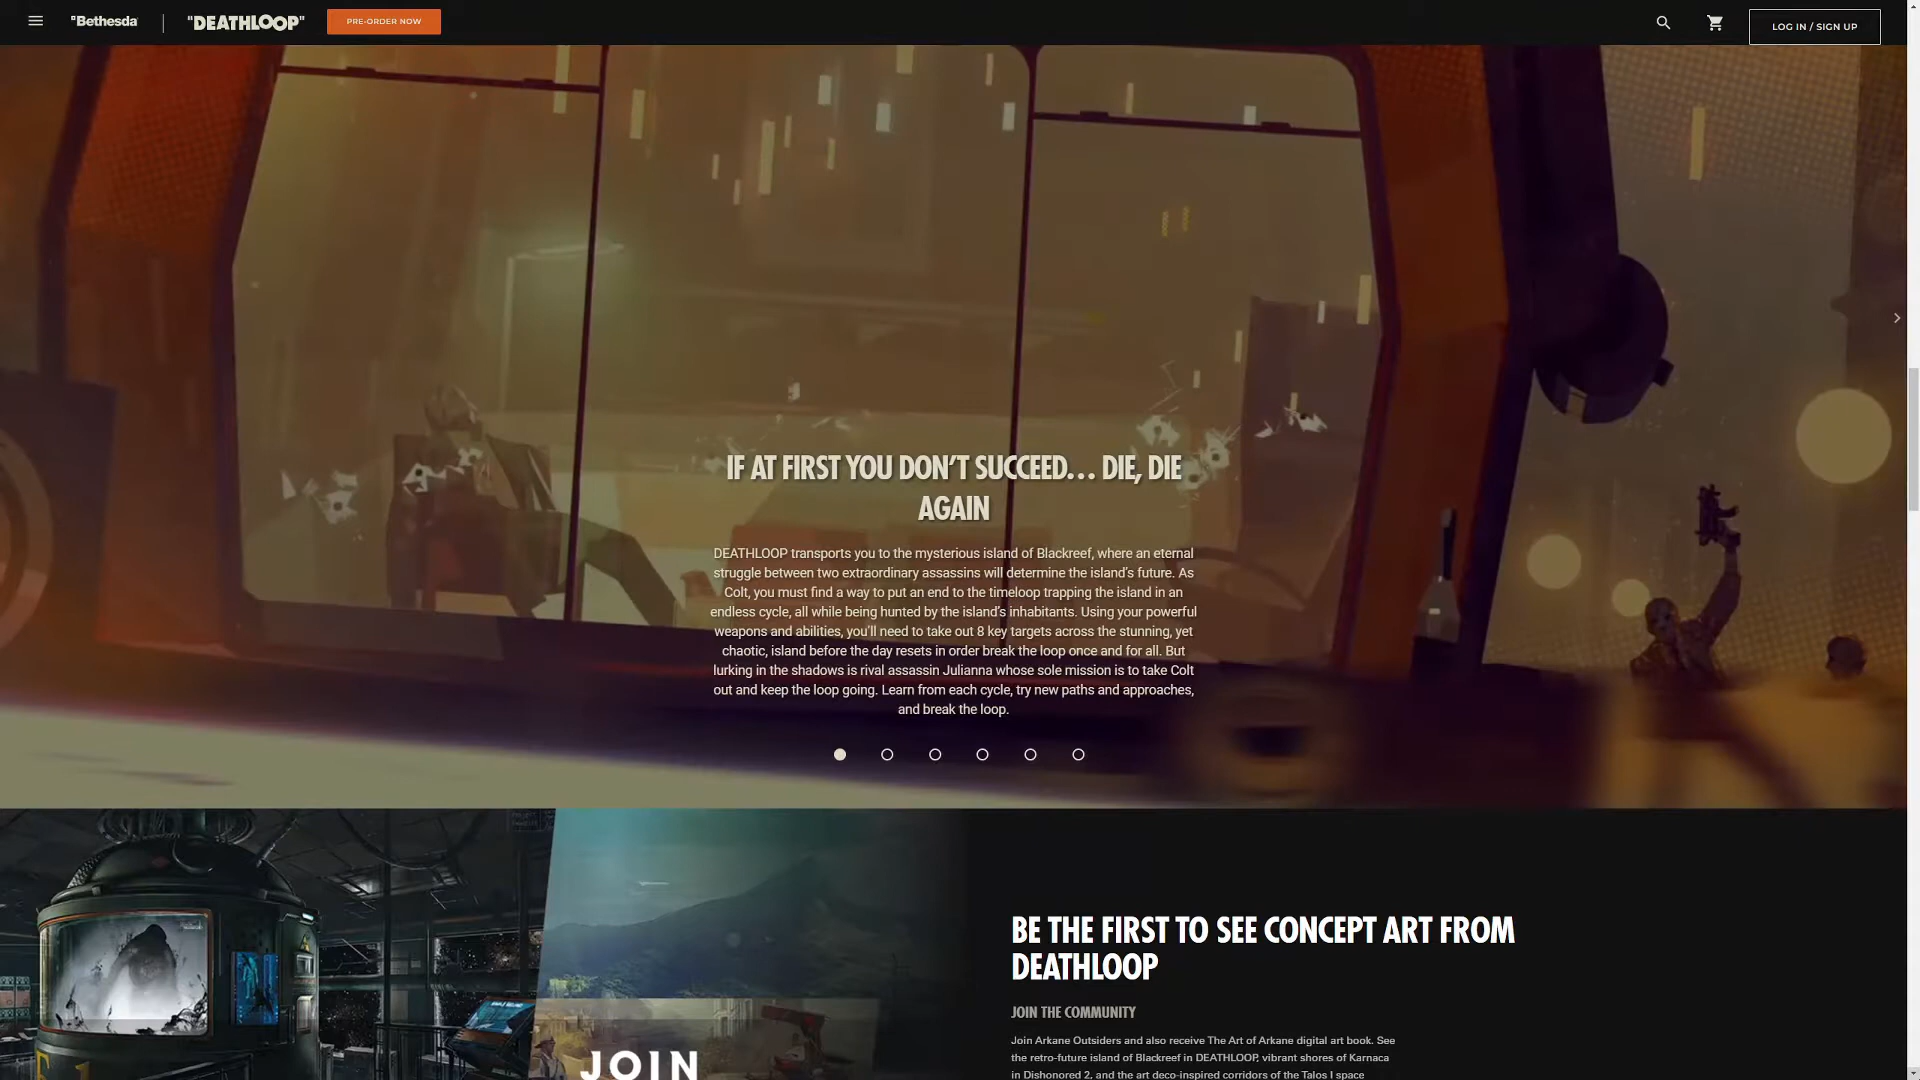 "Bethesda
"DEATHLOOP"
PRE-ORDER NOW
LOG IN / SIGN UP
IF AT FIRST YOU DON’T SUCCEED… DIE, DIE
AGAIN
DEATHLOOP transports you to the mysterious island of Blackreef, where an eternal
struggle between two extraordinary assassins will determine the island’s future. As
Colt, you must find a way to put an end to the timeloop trapping the island in an
endless cycle, all while being hunted by the island’s inhabitants. Using your powerful
weapons and abilities, you’ll need to take out 8 key targets across the stunning, yet
chaotic, island before the day resets in order break the loop once and for all. But
lurking in the shadows is rival assassin Julianna whose sole mission is to take Colt
out and keep the loop going. Learn from each cycle, try new paths and approaches,
and break the loop.
JOIN
BE THE FIRST TO SEE CONCEPT ART FROM
DEATHLOOP
JOIN THE COMMUNITY
Join Arkane Outsiders and also receive The Art of Arkane digital art book. See
the retro-future island of Blackreef in DEATHLOOP, vibrant shores of Karnaca
in Dishonored 2, and the art deco-inspired corridors of the Talos I space